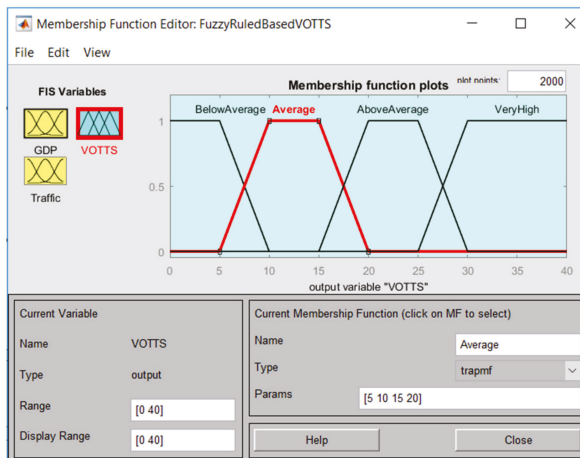 Membership Function Editor: FuzzyRuledBasedVOTTS
File Edit View
FIS Variables
GDP
VOTTS
Traffic
Membership function plots
plot points:
2000
BelowAverage Average AboveAverage VeryHigh
1
0.5
0
0 5 10 15 20 25 30 35 40
output variable "VOTTS"
Current Variable
Name VOTTS
Type output
Range [0 40]
Display Range [0 40]
Current Membership Function (click on MF to select)
Name Average
Type trapmf
Params [5 10 15 20]
Help Close